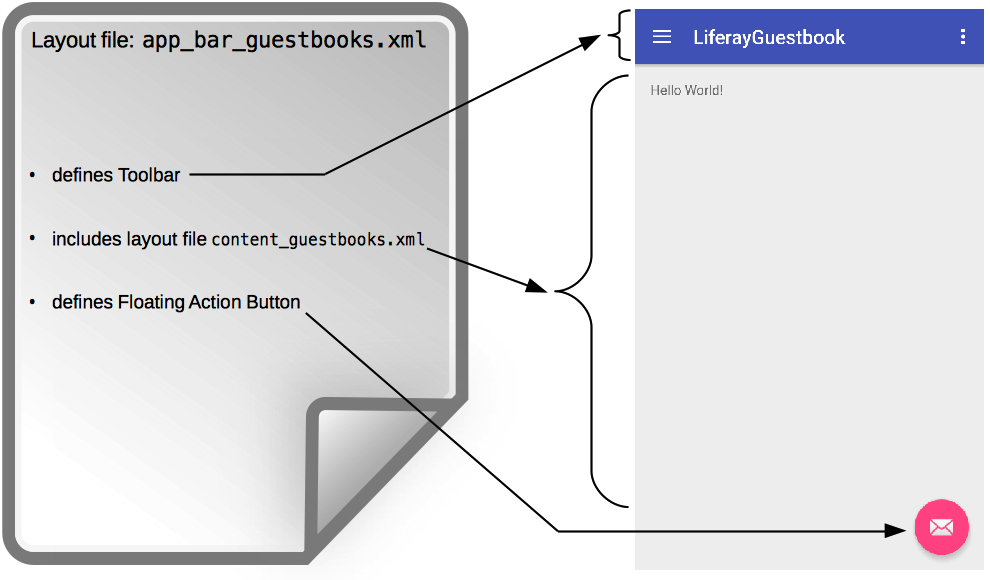 Layout file: app_bar_guestbooks.xml
• defines Toolbar
• includes layout file content_guestbooks.xml
• defines Floating Action Button
LiferayGuestbook
Hello World!